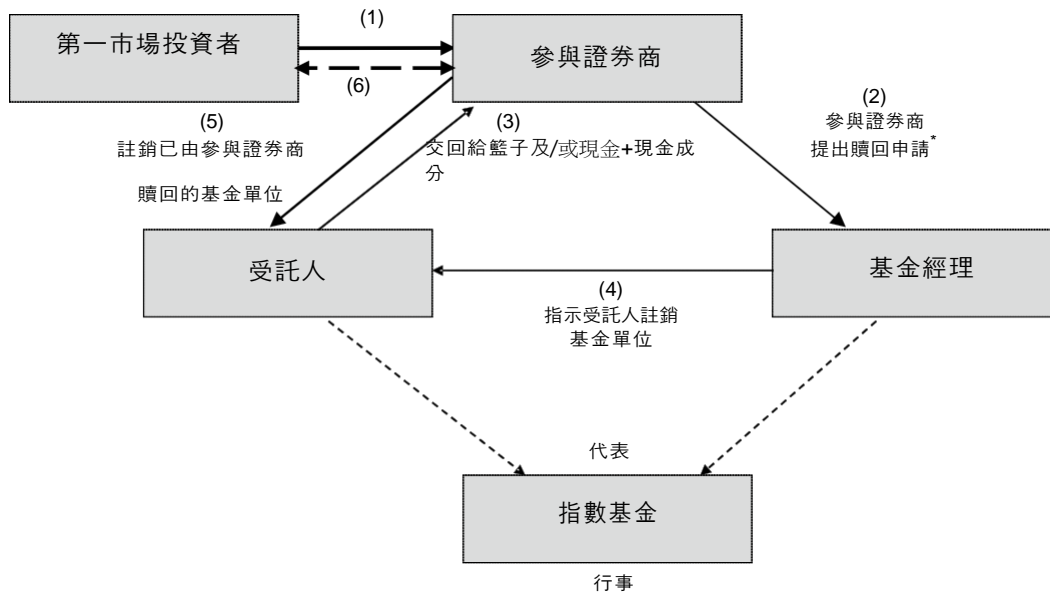 (1)
第一市場投資者
參與證券商
(6)
(5)
註銷已由參與證券商
贖回的基金單位
(3)
交回給籃子及/或現金+現金成
分
(2)
參與證券商
提出贖回申請*
受託人
基金經理
(4)
指示受託人註銷
基金單位
代表
指數基金
行事